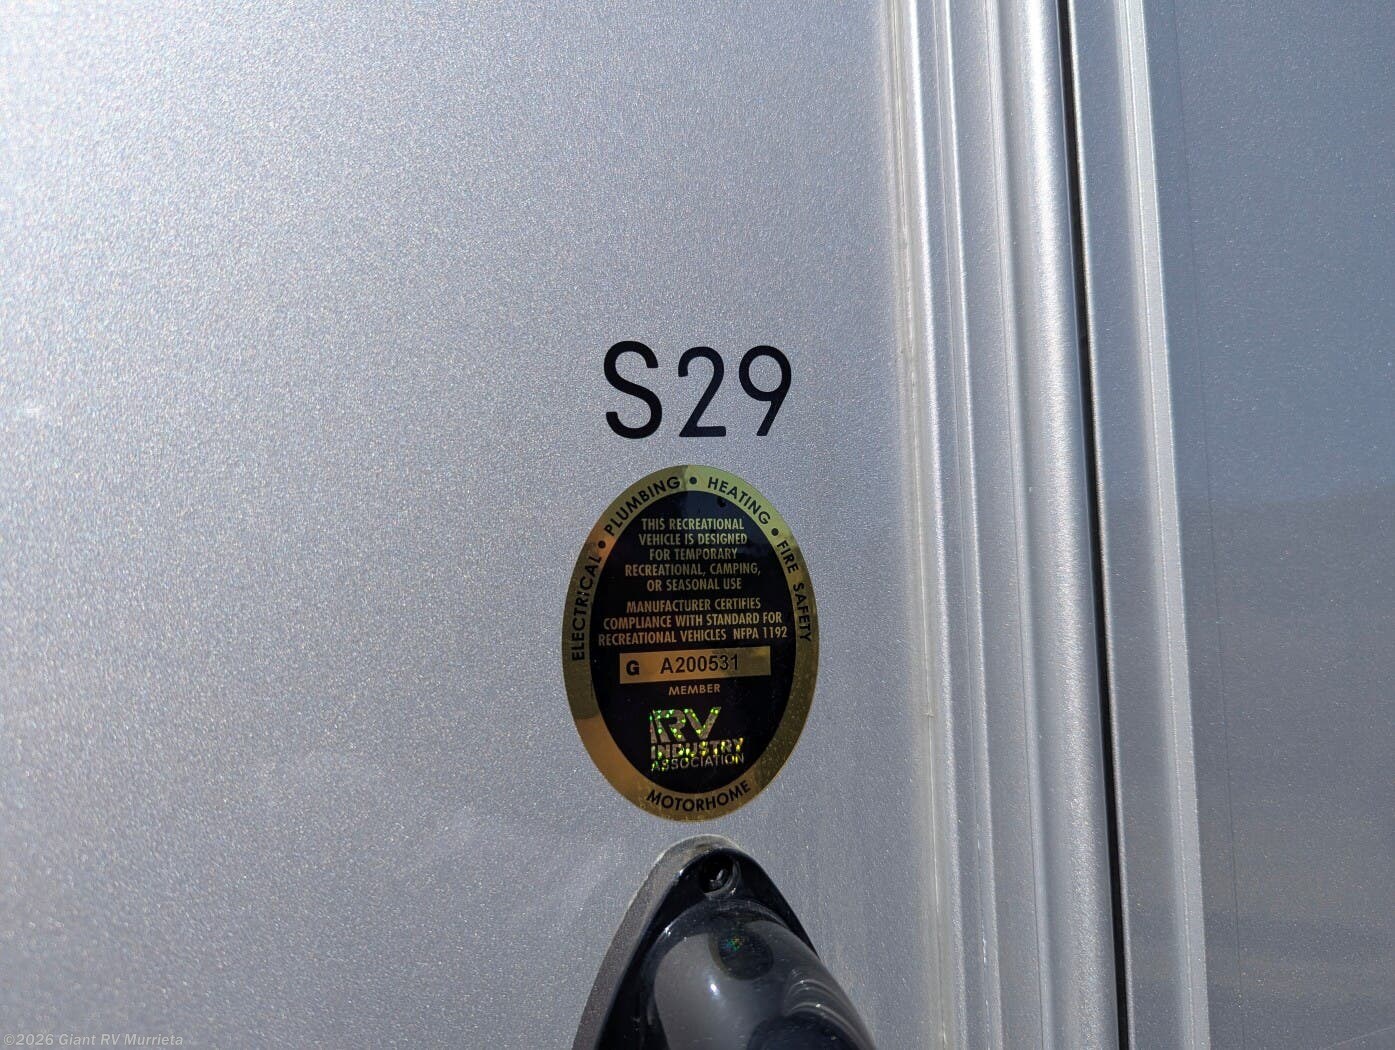 S29
ELECTRICAL • PLUMBING • HEATING • FIRE SAFETY
THIS RECREATIONAL
VEHICLE IS DESIGNED
FOR TEMPORARY
RECREATIONAL, CAMPING,
OR SEASONAL USE
MANUFACTURER CERTIFIES
COMPLIANCE WITH STANDARD FOR
RECREATIONAL VEHICLES NFPA 1192
G A200531
MEMBER
RV
INDUSTRY
ASSOCIATION
MOTORHOME
©2026 Giant RV Murrieta